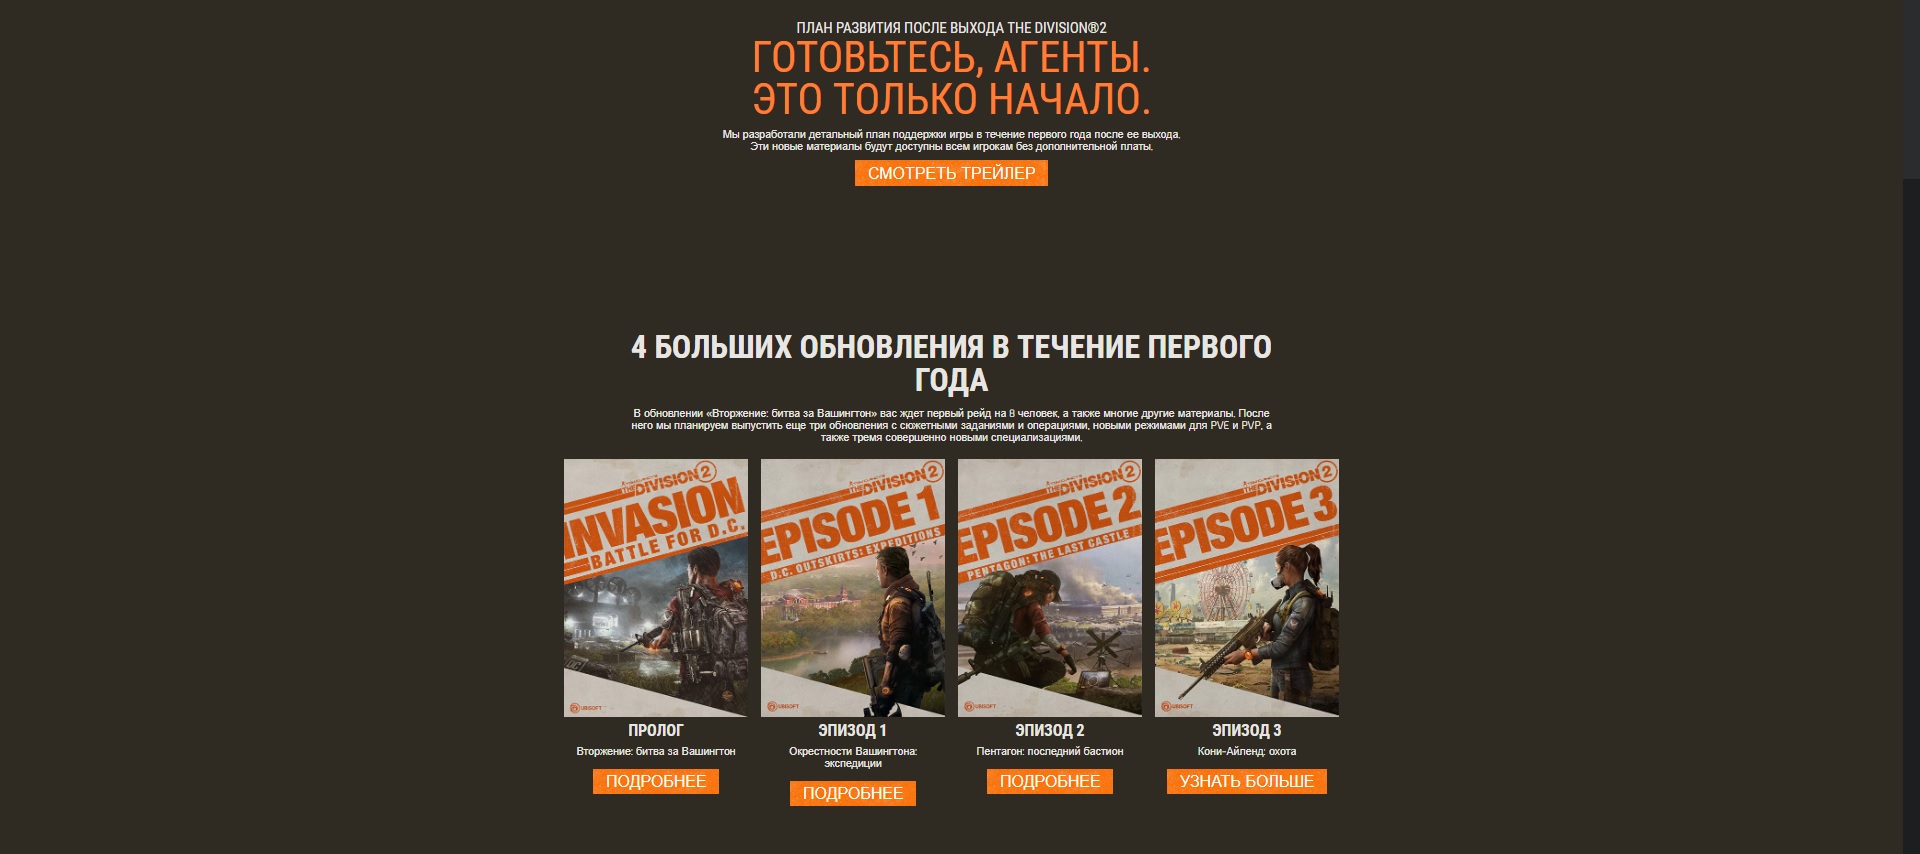 ПЛАН РАЗВИТИЯ ПОСЛЕ ВЫХОДА THE DIVISION®2
ГОТОВЬТЕСЬ, АГЕНТЫ.
ЭТО ТОЛЬКО НАЧАЛО.
Мы разработали детальный план поддержки игры в течение первого года после ее выхода.
Эти новые материалы будут доступны всем игрокам без дополнительной платы.
СМОТРЕТЬ ТРЕЙЛЕР
4 БОЛЬШИХ ОБНОВЛЕНИЯ В ТЕЧЕНИЕ ПЕРВОГО
ГОДА
В обновлении «Вторжение: битва за Вашингтон» вас ждет первый рейд на 8 человек, а также многие другие материалы. После
него мы планируем выпустить еще три обновления с сюжетными заданиями и операциями, новыми режимами для PVE и PVP, а
также тремя совершенно новыми специализациями.
THE DIVISION 2
INVASION
BATTLE FOR D.C.
UBISOFT
ПРОЛОГ
Вторжение: битва за Вашингтон
ПОДРОБНЕЕ
THE DIVISION 2
EPISODE 1
D.C. OUTSKIRTS: EXPEDITIONS
UBISOFT
ЭПИЗОД 1
Окрестности Вашингтона:
экспедиции
ПОДРОБНЕЕ
THE DIVISION 2
EPISODE 2
PENTAGON: THE LAST CASTLE
UBISOFT
ЭПИЗОД 2
Пентагон: последний бастион
ПОДРОБНЕЕ
THE DIVISION 2
EPISODE 3
UBISOFT
ЭПИЗОД 3
Кони-Айленд: охота
УЗНАТЬ БОЛЬШЕ